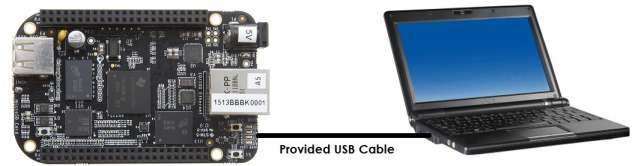 5V
A5
1513BBBK0001
Provided USB Cable